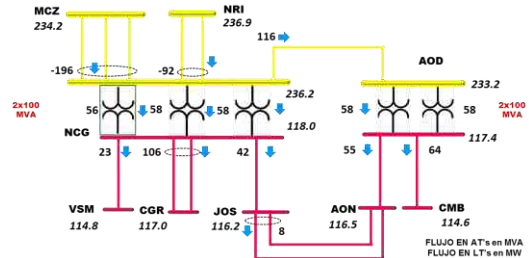 MCZ
234.2
NRI
236.9
116
AOD
-196
-92
236.2
233.2
2x100
MVA
56
58
58
58
58
2x100
MVA
118.0
117.4
NCG
23
106
42
55
64
VSM
114.8
CGR
117.0
JOS
116.2
8
AON
116.5
CMB
114.6
FLUJO EN AT's en MVA
FLUJO EN LT's en MW